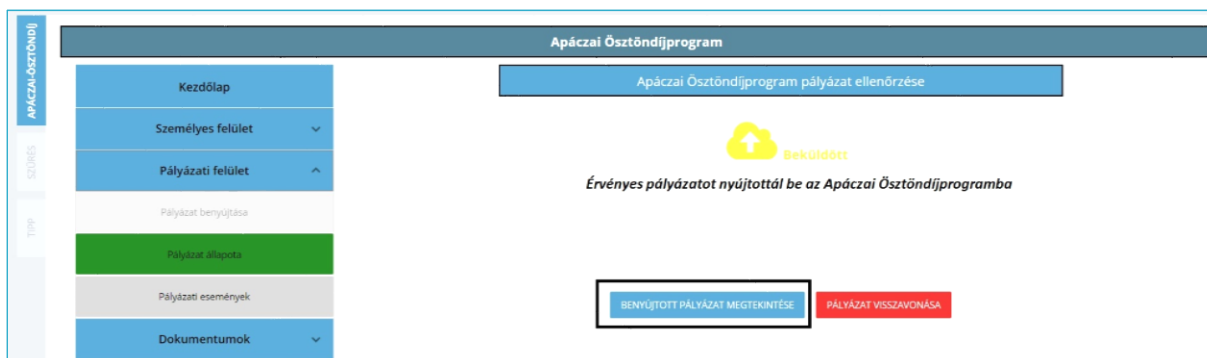 APÁCZAI-ÖSZTÖNDÍJ
SZŰRÉS
TIPP
Apáczai Ösztöndíjprogram
Kezdőlap
Személyes felület
Pályázati felület
Pályázat benyújtása
Pályázat állapota
Pályázati események
Dokumentumok
Apáczai Ösztöndíjprogram pályázat ellenőrzése
Beküldött
Érvényes pályázatot nyújtottál be az Apáczai Ösztöndíjprogramba
BENYÚJTOTT PÁLYÁZAT MEGTEKINTÉSE
PÁLYÁZAT VISSZAVONÁSA